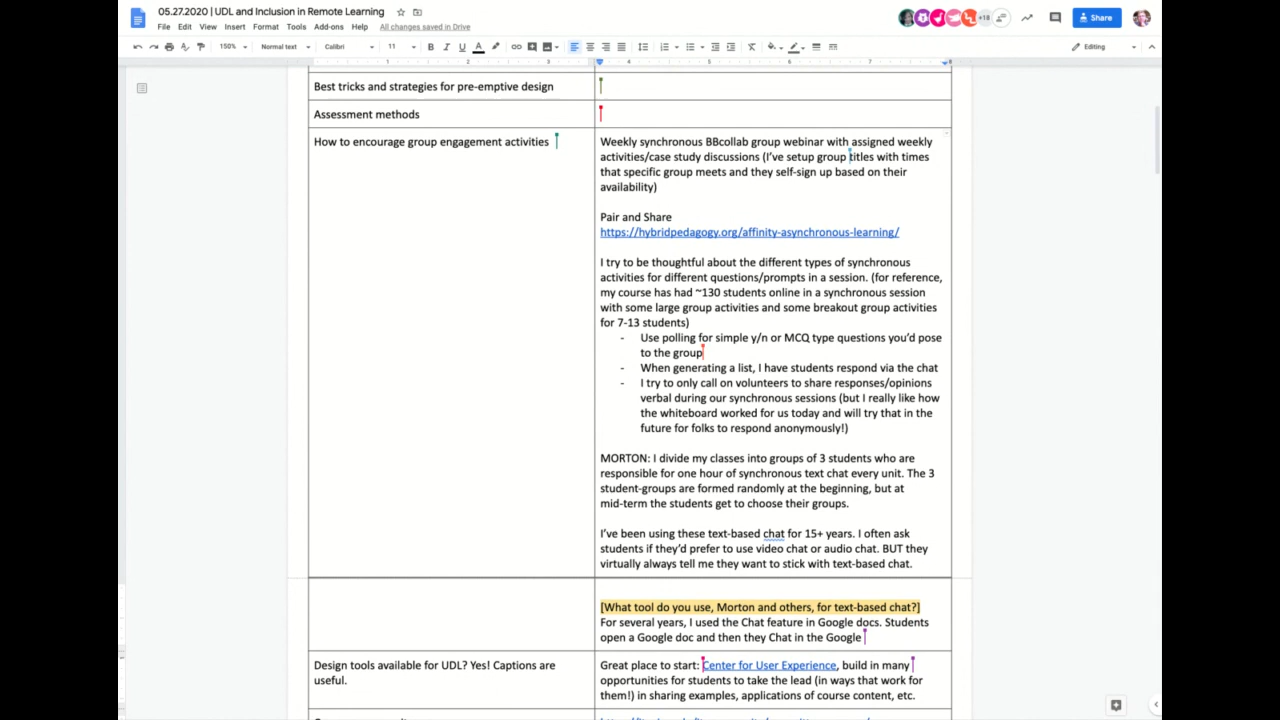 05.27.2020 | UDL and Inclusion in Remote Learning
File Edit View Insert Format Tools Add-ons Help All changes saved in Drive
+18
Share
150% Normal text Calibri 11 B I U A Editing
1 2 3 4 5 6 7
Best tricks and strategies for pre-emptive design
Assessment methods
How to encourage group engagement activities
Weekly synchronous BBcollab group webinar with assigned weekly
activities/case study discussions (I've setup group titles with times
that specific group meets and they self-sign up based on their
availability)
Pair and Share
https://hybridpedagogy.org/affinity-asynchronous-learning/
I try to be thoughtful about the different types of synchronous
activities for different questions/prompts in a session. (for reference,
my course has had ~130 students online in a synchronous session
with some large group activities and some breakout group activities
for 7-13 students)
- Use polling for simple y/n or MCQ type questions you'd pose
to the group
- When generating a list, I have students respond via the chat
- I try to only call on volunteers to share responses/opinions
verbal during our synchronous sessions (but I really like how
the whiteboard worked for us today and will try that in the
future for folks to respond anonymously!)
MORTON: I divide my classes into groups of 3 students who are
responsible for one hour of synchronous text chat every unit. The 3
student-groups are formed randomly at the beginning, but at
mid-term the students get to choose their groups.
I've been using these text-based chat for 15+ years. I often ask
students if they'd prefer to use video chat or audio chat. BUT they
virtually always tell me they want to stick with text-based chat.
[What tool do you use, Morton and others, for text-based chat?]
For several years, I used the Chat feature in Google docs. Students
open a Google doc and then they Chat in the Google
Design tools available for UDL? Yes! Captions are
useful.
Great place to start: Center for User Experience, build in many
opportunities for students to take the lead (in ways that work for
them!) in sharing examples, applications of course content, etc.